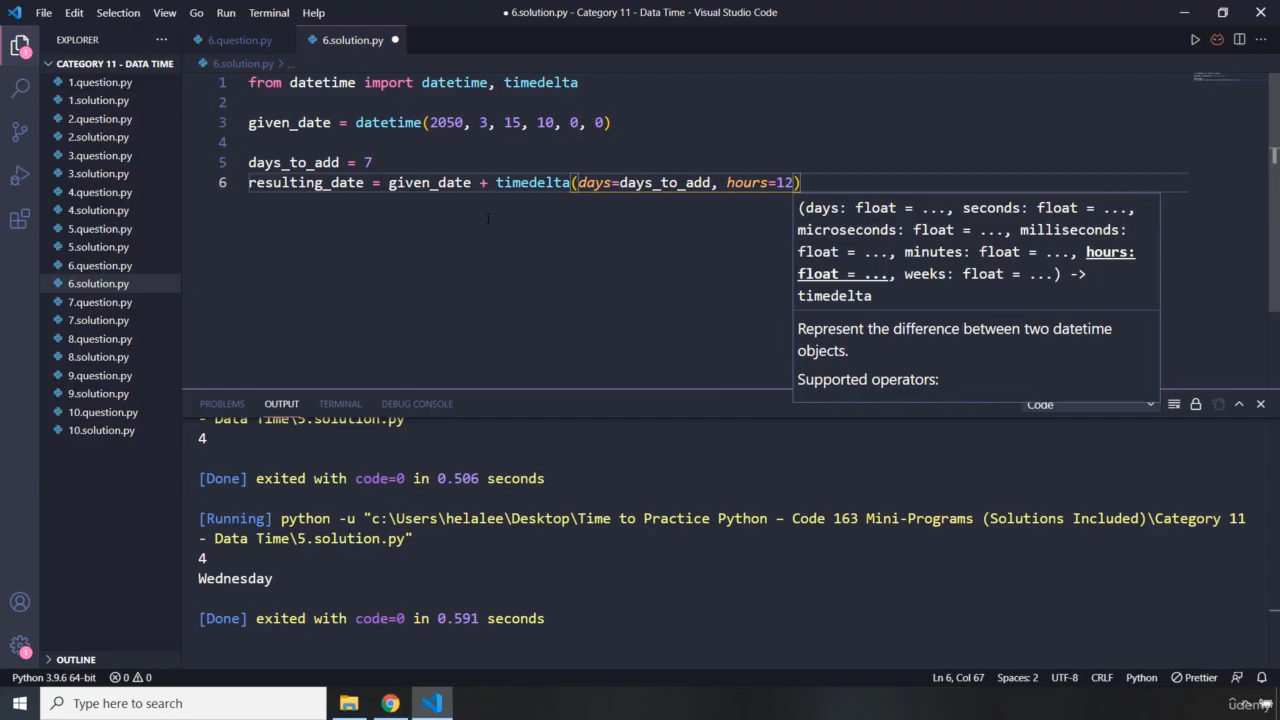 File Edit Selection View Go Run Terminal Help
● 6.solution.py - Category 11 - Data Time - Visual Studio Code
EXPLORER
CATEGORY 11 - DATA TIME
1.question.py
1.solution.py
2.question.py
2.solution.py
3.question.py
3.solution.py
4.question.py
4.solution.py
5.question.py
5.solution.py
6.question.py
6.solution.py
7.question.py
7.solution.py
8.question.py
8.solution.py
9.question.py
9.solution.py
10.question.py
10.solution.py
OUTLINE
6.question.py 6.solution.py ●
6.solution.py > ...
1 from datetime import datetime, timedelta
2
3 given_date = datetime(2050, 3, 15, 10, 0, 0)
4
5 days_to_add = 7
6 resulting_date = given_date + timedelta(days=days_to_add, hours=12)
(days: float = ..., seconds: float = ...,
microseconds: float = ..., milliseconds:
float = ..., minutes: float = ..., hours:
float = ..., weeks: float = ...) ->
timedelta
Represent the difference between two datetime
objects.
Supported operators:
PROBLEMS OUTPUT TERMINAL DEBUG CONSOLE
Code
- Data Time\5.solution.py
4
[Done] exited with code=0 in 0.506 seconds
[Running] python -u "c:\Users\helalee\Desktop\Time to Practice Python – Code 163 Mini-Programs (Solutions Included)\Category 11
- Data Time\5.solution.py"
4
Wednesday
[Done] exited with code=0 in 0.591 seconds
Python 3.9.6 64-bit 0 0
Ln 6, Col 67 Spaces: 2 UTF-8 CRLF Python Prettier
Type here to search
udemy